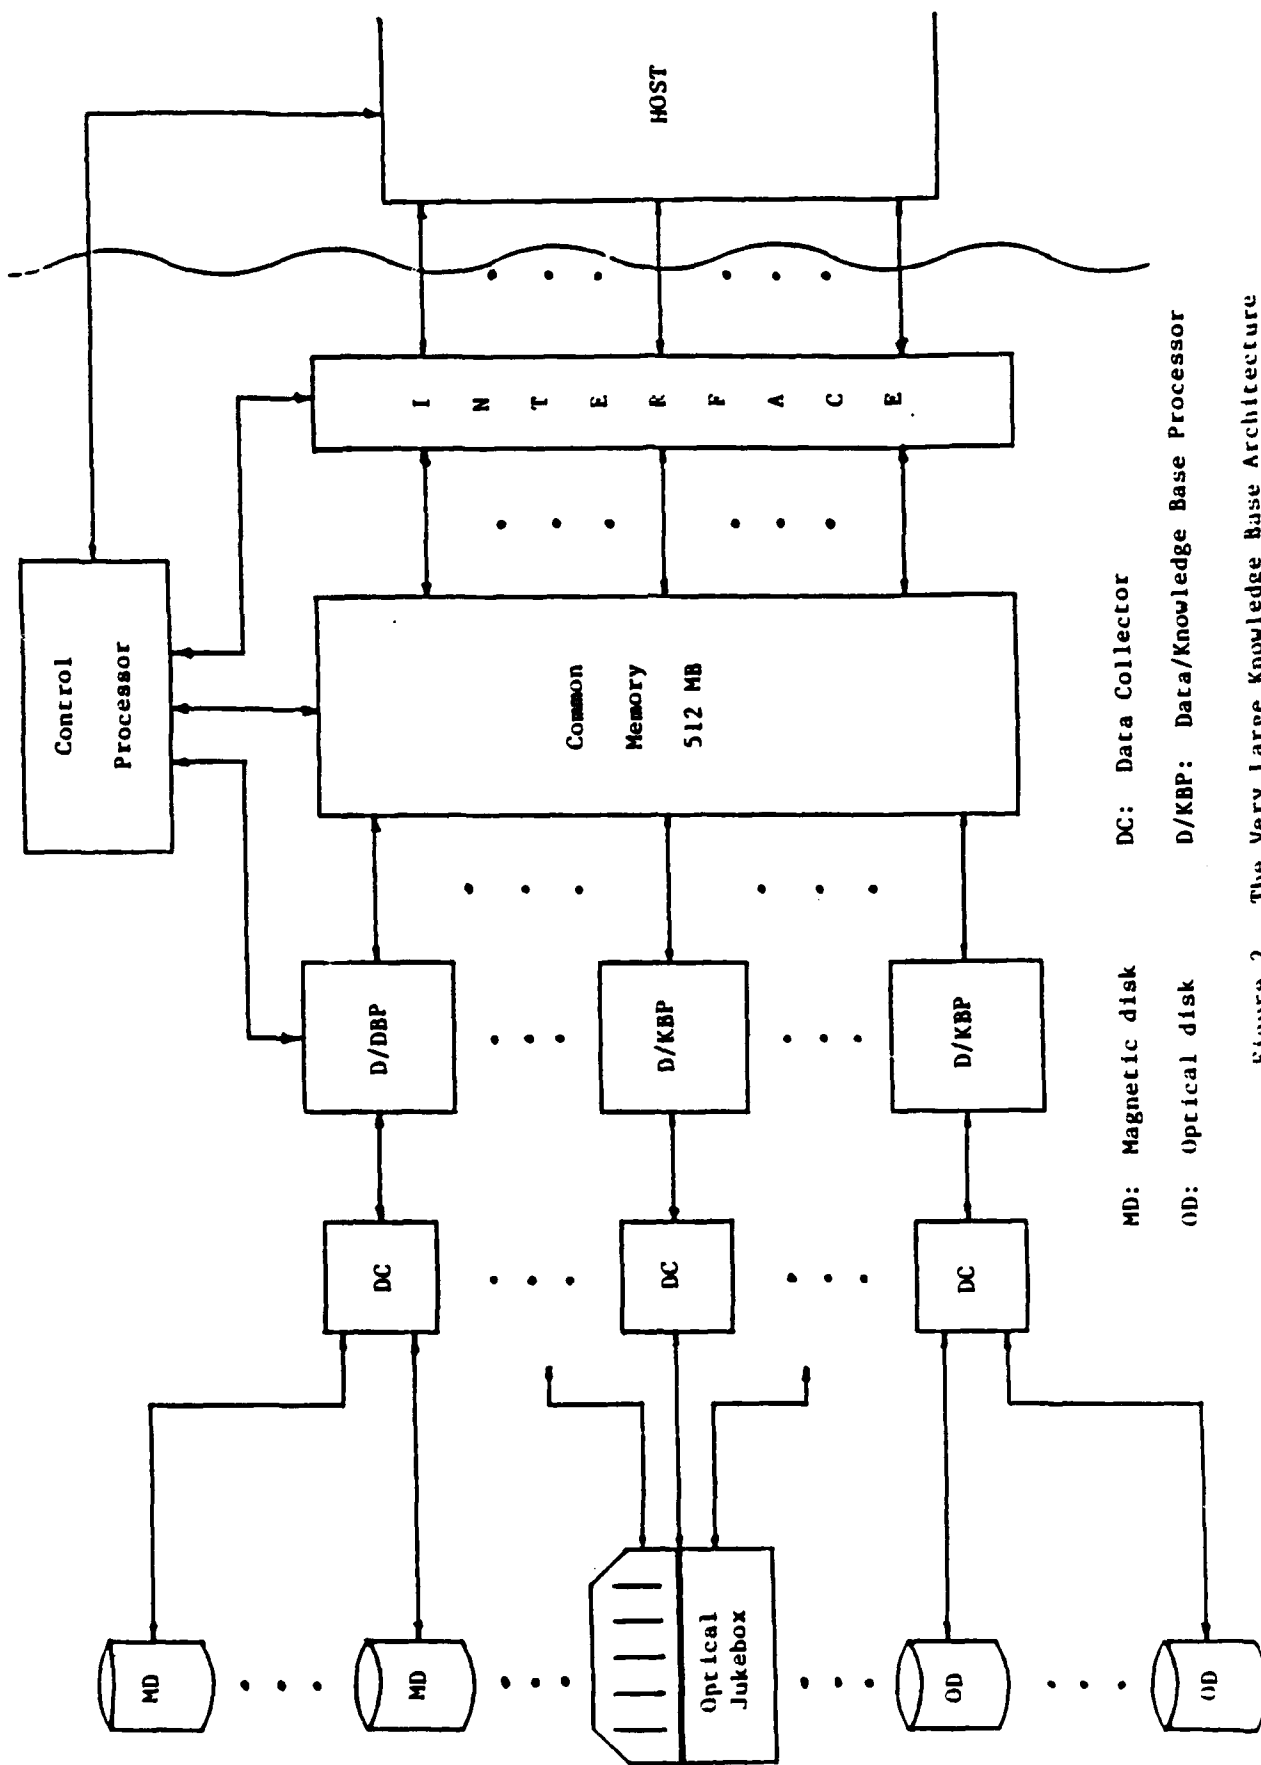 Control
Processor
HOST
I N T E R F A C E
Common
Memory
512 MB
D/DBP
D/KBP
D/KBP
DC
DC
DC
MD
MD
Optical
Jukebox
OD
OD
MD: Magnetic disk DC: Data Collector
OD: Optical disk D/KBP: Data/Knowledge Base Processor
Figure 2 The Very Large Knowledge Base Architecture